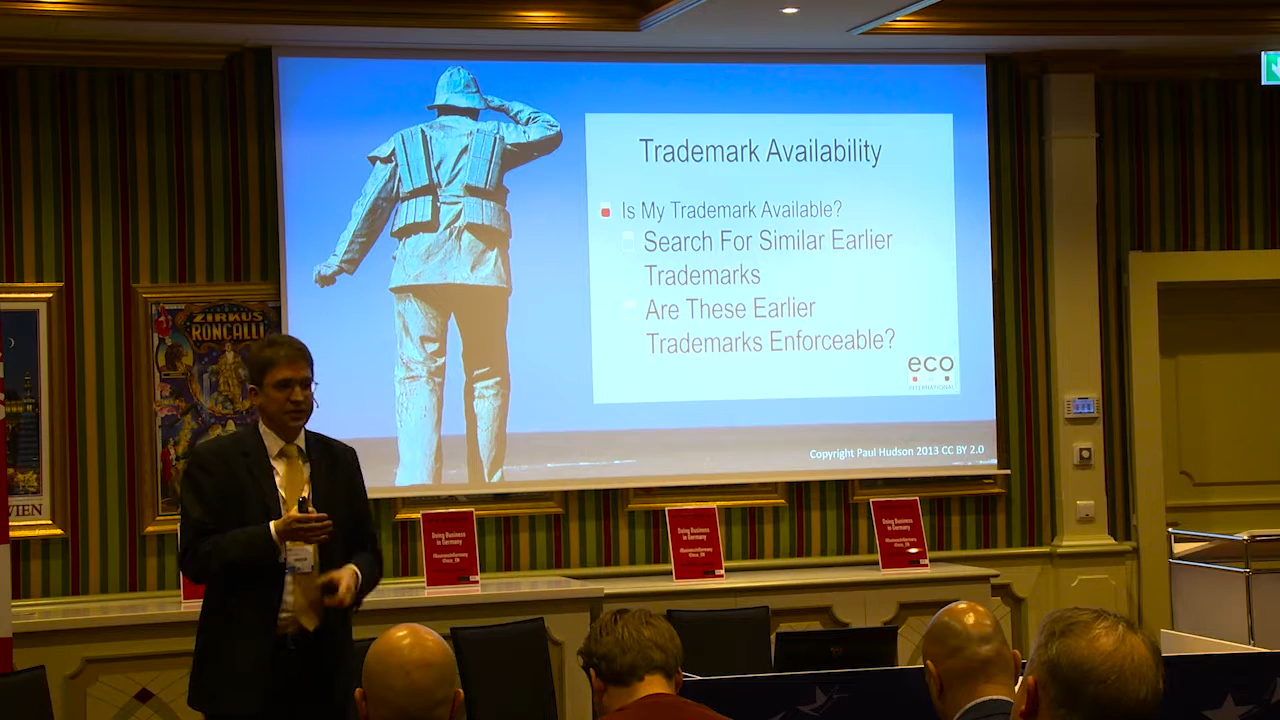 Trademark Availability
Is My Trademark Available?
Search For Similar Earlier
Trademarks
Are These Earlier
Trademarks Enforceable?
eco
INTERNATIONAL
Copyright Paul Hudson 2013 CC BY 2.0
ZIRKUS
RONCALLI
WIEN
Doing Business
in Germany
Doing Business
in Germany
Doing Business
in Germany